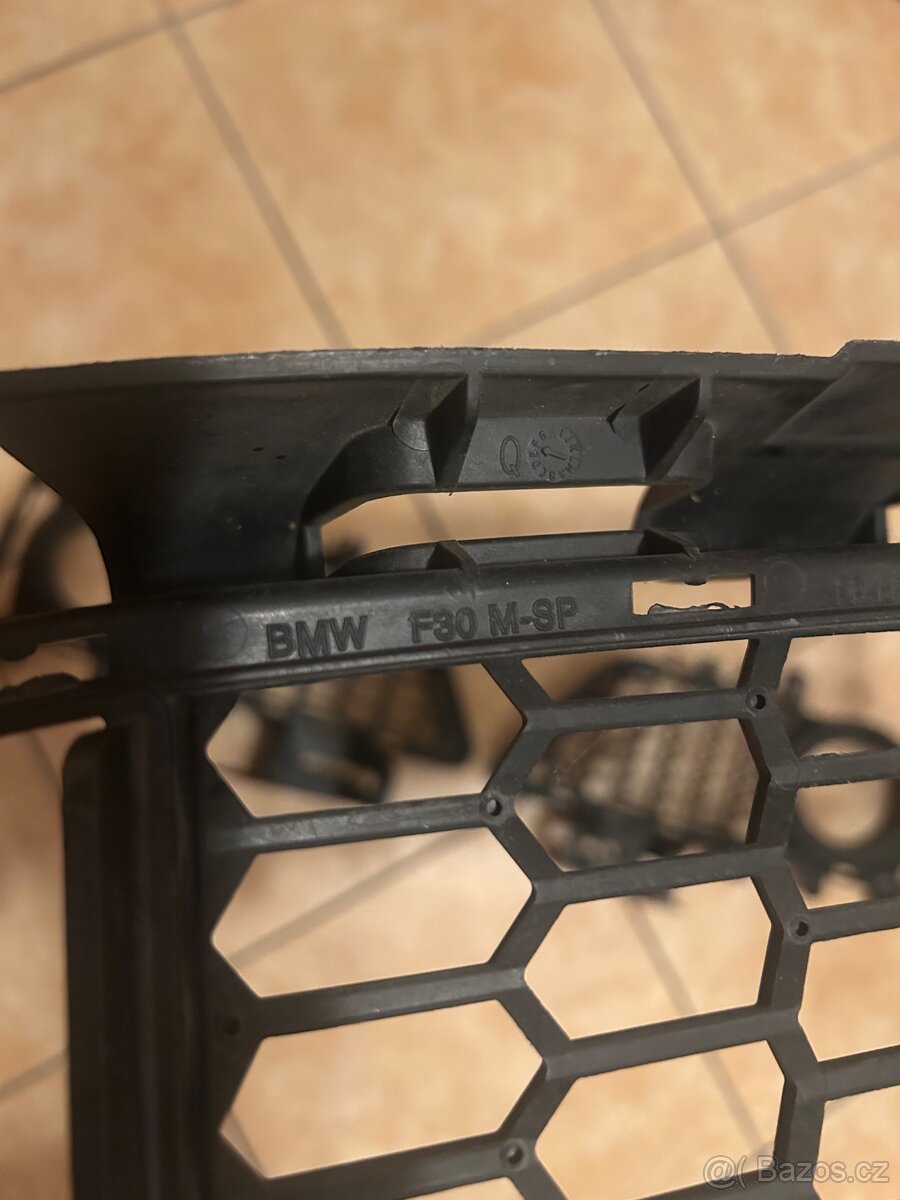 Q
BMW F30 M-SP
@( Bazos.cz